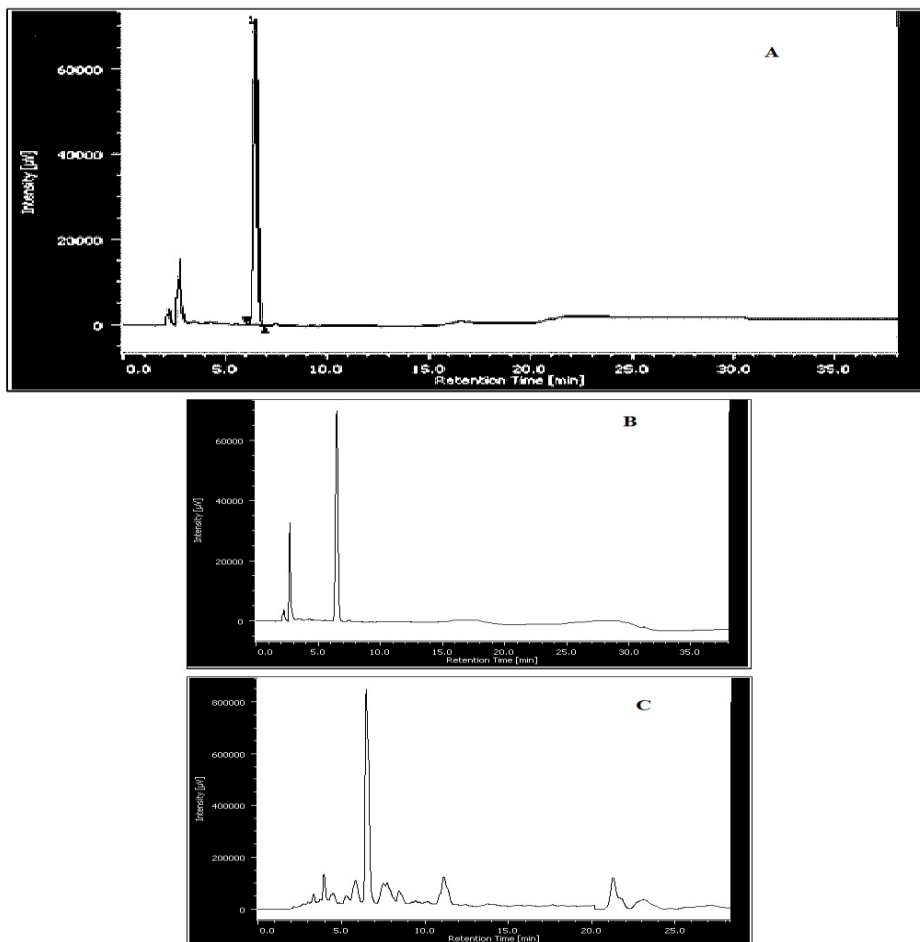 A
60000
40000
20000
0
Intensity [µV]
1
0.0 5.0 10.0 15.0 20.0 25.0 30.0 35.0
Retention Time [min]
B
60000
40000
20000
0
Intensity [µV]
0.0 5.0 10.0 15.0 20.0 25.0 30.0 35.0
Retention Time [min]
C
800000
600000
400000
200000
0
Intensity [µV]
0.0 5.0 10.0 15.0 20.0 25.0
Retention Time [min]